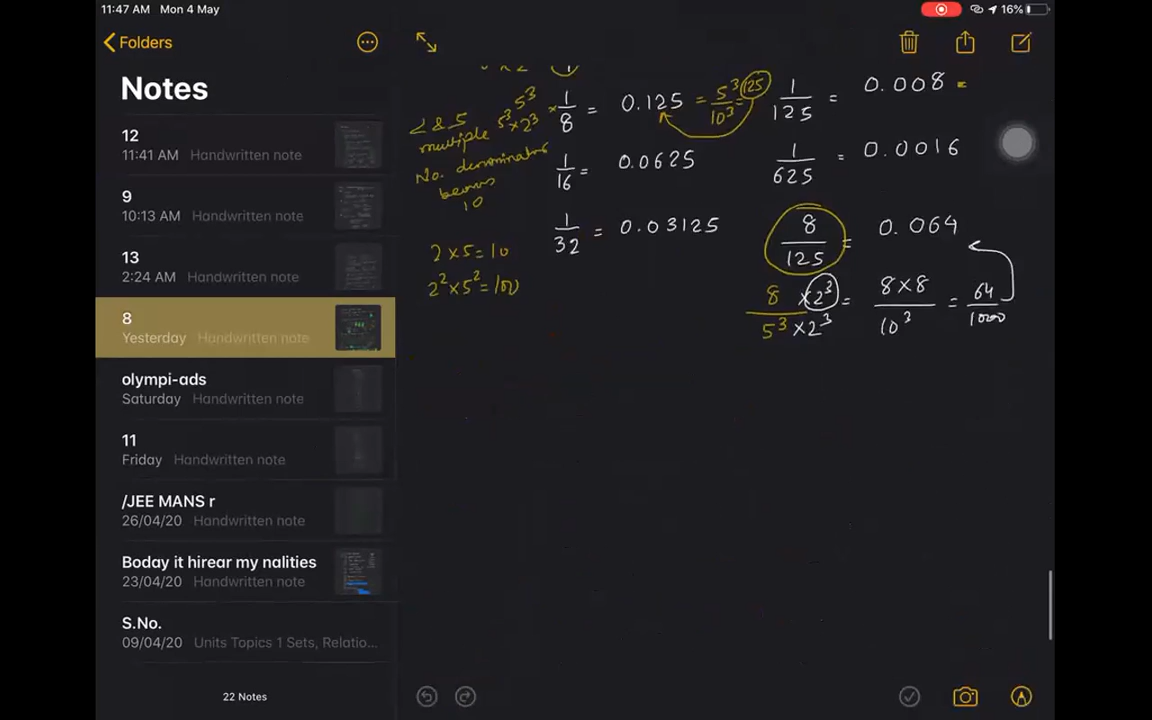 11:47 AM Mon 4 May
16%
Folders
Notes
12
11:41 AM Handwritten note
9
10:13 AM Handwritten note
13
2:24 AM Handwritten note
8
Yesterday Handwritten note
olympi-ads
Saturday Handwritten note
11
Friday Handwritten note
/JEE MANS r
26/04/20 Handwritten note
Boday it hirear my nalities
23/04/20 Handwritten note
S.No.
09/04/20 Units Topics 1 Sets, Relatio...
22 Notes
2 & 5
multiple
No. denominator
10
2×5=10
2²×5²=100
5³/5³×2³ × 1/8 = 0.125 = 5³/10³ = 125
1/16 = 0.0625
1/32 = 0.03125
1/125 = 0.008 =
1/625 = 0.0016
8/125 = 0.064
8×2³/5³×2³ = 8×8/10³ = 64/1000